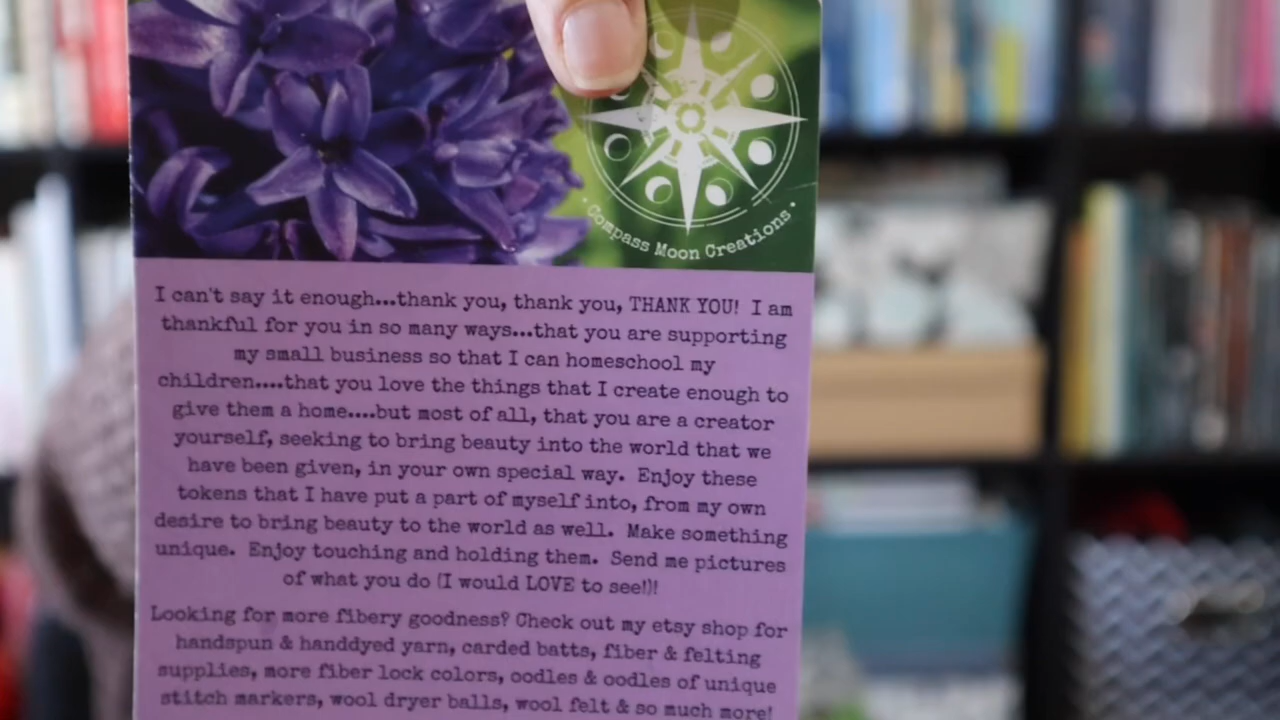 Compass Moon Creations
I can't say it enough...thank you, thank you, THANK YOU! I am
thankful for you in so many ways...that you are supporting
my small business so that I can homeschool my
children....that you love the things that I create enough to
give them a home....but most of all, that you are a creator
yourself, seeking to bring beauty into the world that we
have been given, in your own special way. Enjoy these
tokens that I have put a part of myself into, from my own
desire to bring beauty to the world as well. Make something
unique. Enjoy touching and holding them. Send me pictures
of what you do (I would LOVE to see!)!
Looking for more fibery goodness? Check out my etsy shop for
handspun & handdyed yarn, carded batts, fiber & felting
supplies, more fiber lock colors, oodles & oodles of unique
stitch markers, wool dryer balls, wool felt & so much more!